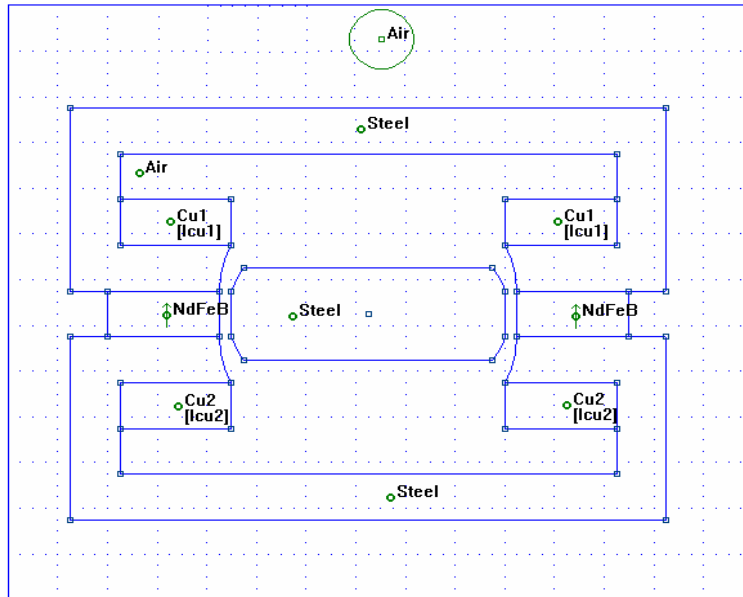 Air
Steel
Air
Cu1
[Icu1]
Cu1
[Icu1]
NdFeB
Steel
NdFeB
Cu2
[Icu2]
Cu2
[Icu2]
Steel